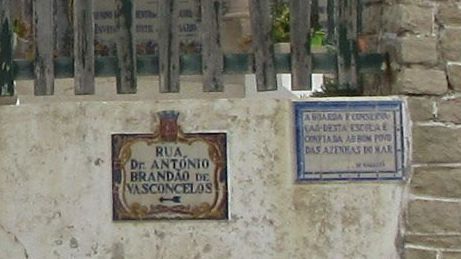 RUA
Dr. ANTÓNIO
BRANDÃO DE
VASCONCELOS
A GUARDA E CONSERVA
ÇÃO DESTA ESCOLA É
CONFIADA AO BOM POVO
DAS AZENHAS DO MAR